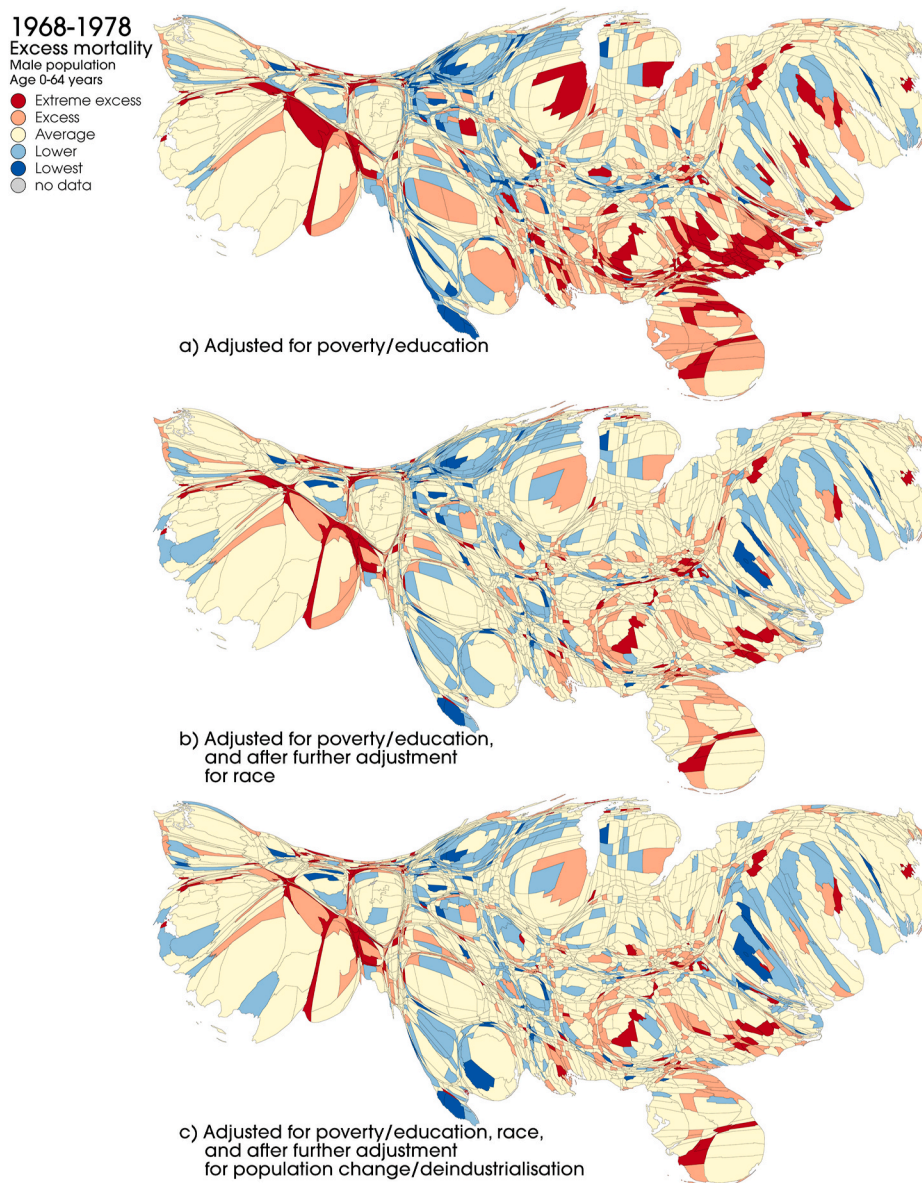 1968-1978
Excess mortality
Male population
Age 0-64 years
Extreme excess
Excess
Average
Lower
Lowest
no data
a) Adjusted for poverty/education
b) Adjusted for poverty/education,
and after further adjustment
for race
c) Adjusted for poverty/education, race,
and after further adjustment
for population change/deindustrialisation